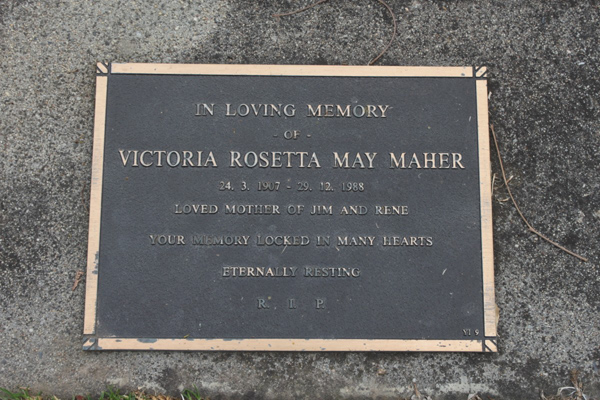 IN LOVING MEMORY
- OF -
VICTORIA ROSETTA MAY MAHER
24. 3. 1907 - 29. 12. 1988
LOVED MOTHER OF JIM AND RENE
YOUR MEMORY LOCKED IN MANY HEARTS
ETERNALLY RESTING
R. I. P.